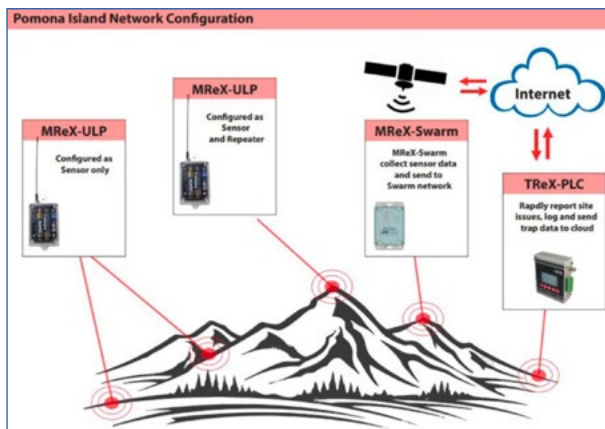 Pomona Island Network Configuration
MReX-ULP
Configured as
Sensor only
MReX-ULP
Configured as
Sensor
and Repeater
MReX-Swarm
MReX-Swarm
collect sensor data
and send to
Swarm network
Internet
TReX-PLC
Rapdly report site
issues, log and send
trap data to cloud